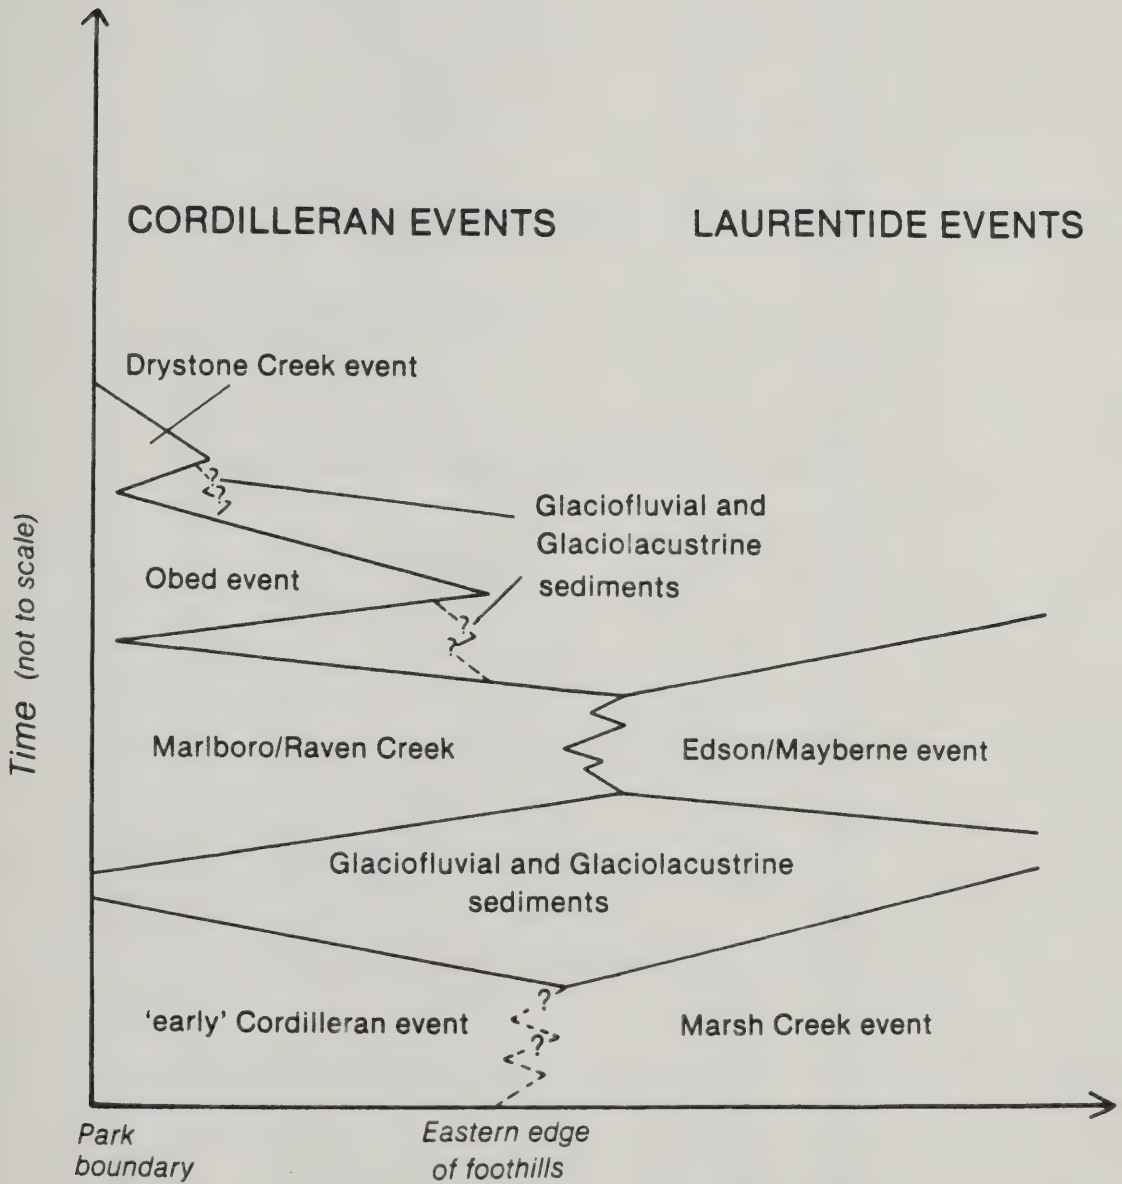 CORDILLERAN EVENTS
LAURENTIDE EVENTS
Drystone Creek event
?
?
Glaciofluvial and
Glaciolacustrine
sediments
Obed event
?
?
Time (not to scale)
Marlboro/Raven Creek
Edson/Mayberne event
Glaciofluvial and Glaciolacustrine
sediments
?
'early' Cordilleran event
Marsh Creek event
?
Park
boundary
Eastern edge
of foothills